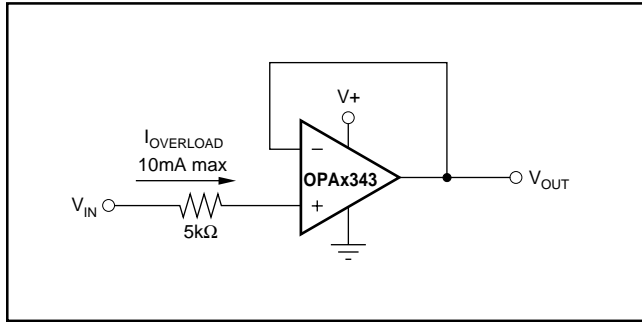 V+
I_OVERLOAD
10mA max
−
OPAx343
V_IN
+
V_OUT
5kΩ